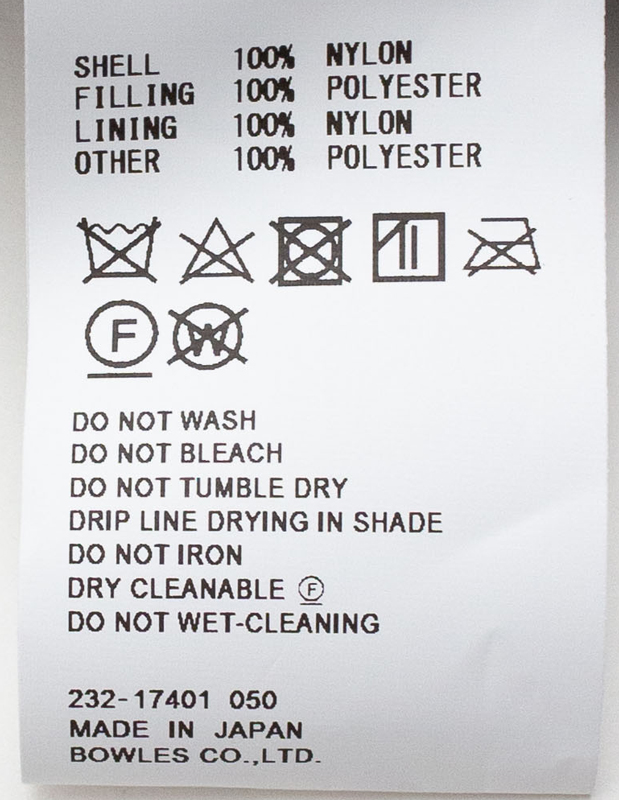 SHELL 100% NYLON
FILLING 100% POLYESTER
LINING 100% NYLON
OTHER 100% POLYESTER
F W
DO NOT WASH
DO NOT BLEACH
DO NOT TUMBLE DRY
DRIP LINE DRYING IN SHADE
DO NOT IRON
DRY CLEANABLE Ⓕ
DO NOT WET-CLEANING
232-17401 050
MADE IN JAPAN
BOWLES CO.,LTD.